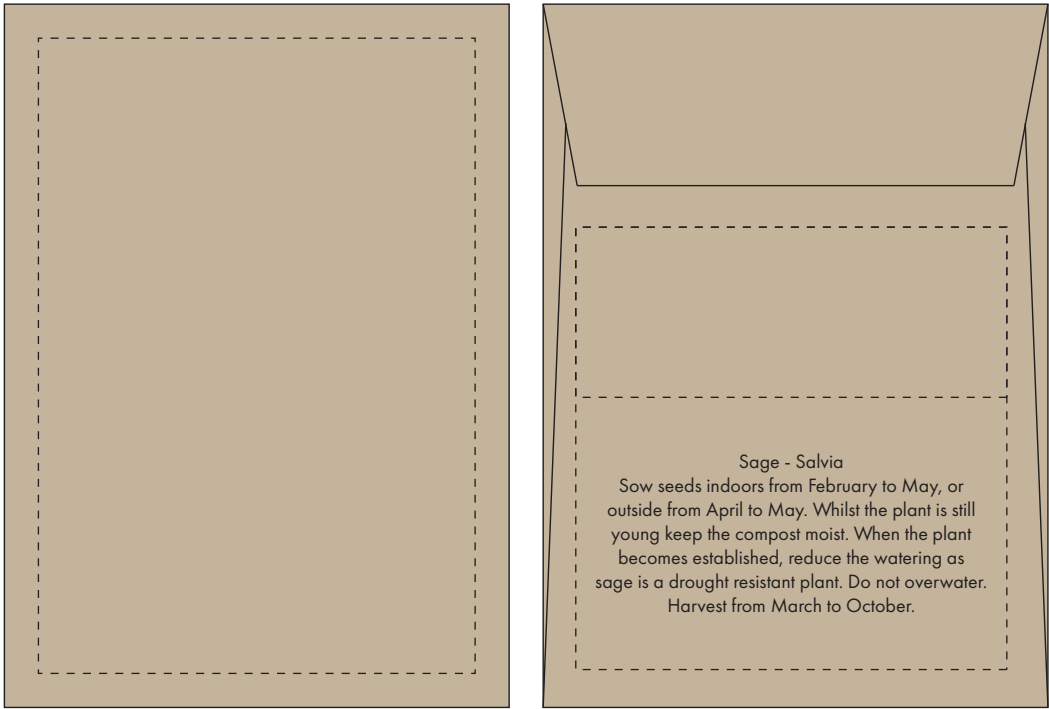 Sage - Salvia
Sow seeds indoors from February to May, or
outside from April to May. Whilst the plant is still
young keep the compost moist. When the plant
becomes established, reduce the watering as
sage is a drought resistant plant. Do not overwater.
Harvest from March to October.